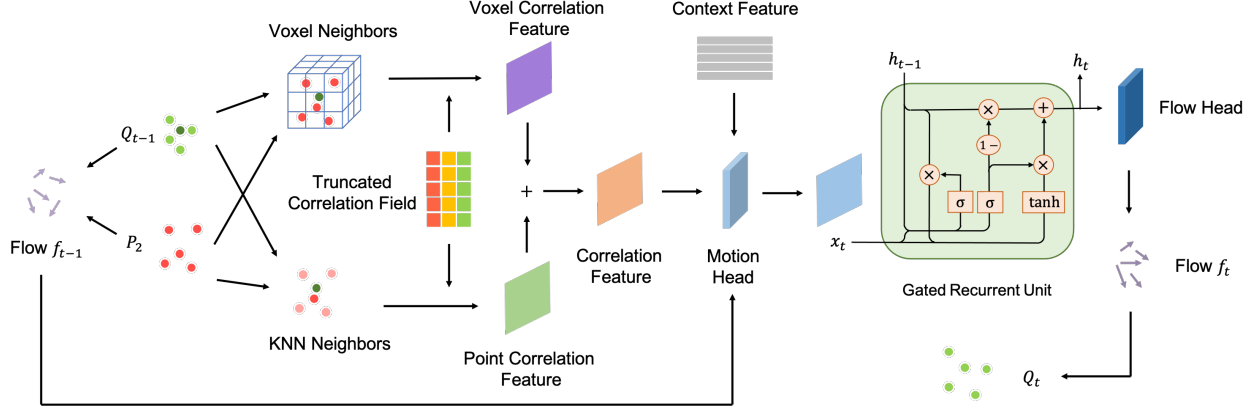 Voxel Neighbors
Voxel Correlation
Feature
Context Feature
Q_{t-1}
Truncated
Correlation Field
+
P_2
Flow f_{t-1}
KNN Neighbors
Point Correlation
Feature
Correlation
Feature
Motion
Head
h_{t-1}
h_t
×
+
1 −
×
×
σ
σ
tanh
x_t
Gated Recurrent Unit
Flow Head
Flow f_t
Q_t